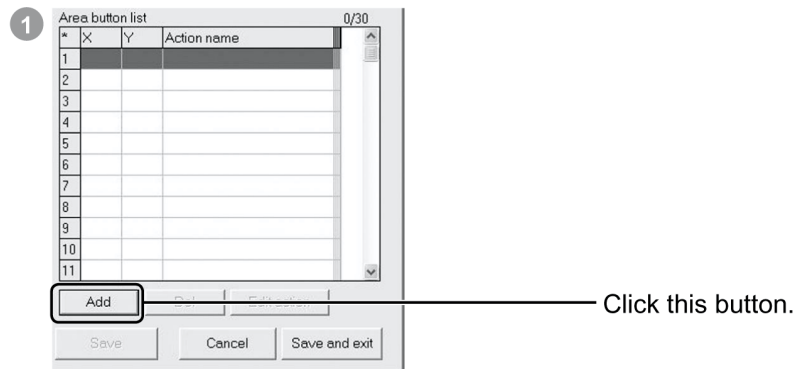 1
Area button list 0/30
* X Y Action name
1
2
3
4
5
6
7
8
9
10
11
Add Del Edit action
Click this button.
Save Cancel Save and exit